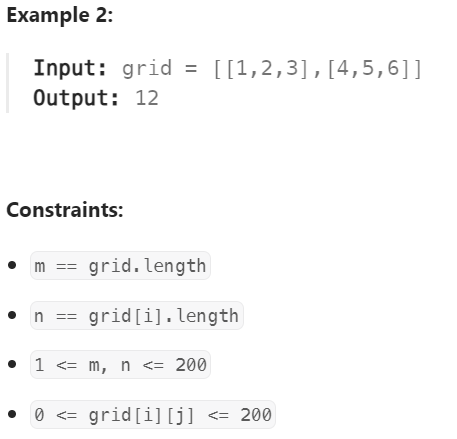 Example 2:
Input: grid = [[1,2,3],[4,5,6]]
Output: 12
Constraints:
m == grid.length
n == grid[i].length
1 <= m, n <= 200
0 <= grid[i][j] <= 200